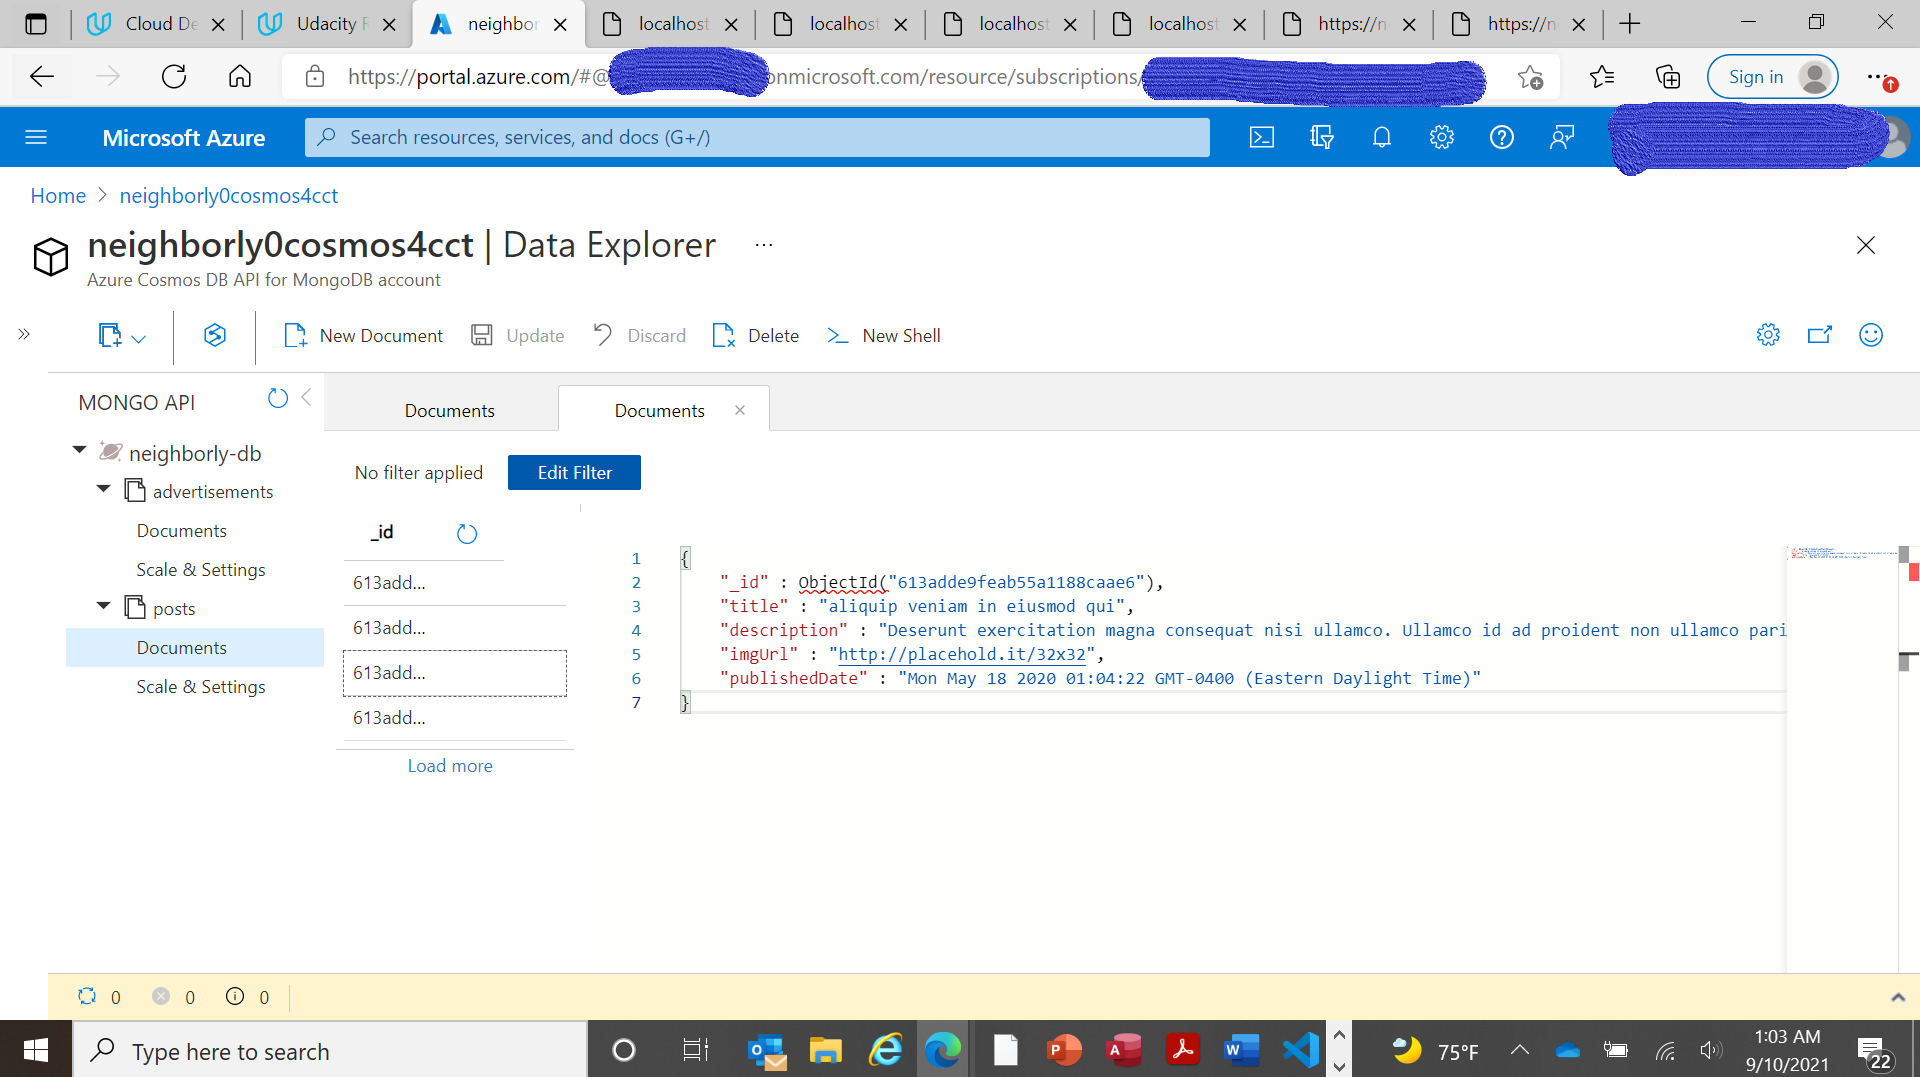 Cloud De
Udacity R
neighbor
localhost
localhost
localhost
localhost
https://n
https://n
https://portal.azure.com/#@
onmicrosoft.com/resource/subscriptions/
Sign in
Microsoft Azure
Search resources, services, and docs (G+/)
Home > neighborly0cosmos4cct
neighborly0cosmos4cct | Data Explorer ...
Azure Cosmos DB API for MongoDB account
New Document
Update
Discard
Delete
New Shell
MONGO API
Documents
Documents
neighborly-db
advertisements
Documents
Scale & Settings
posts
Documents
Scale & Settings
No filter applied
Edit Filter
_id
613add...
613add...
613add...
613add...
Load more
1 {
2 "_id" : ObjectId("613adde9feab55a1188caae6"),
3 "title" : "aliquip veniam in eiusmod qui",
4 "description" : "Deserunt exercitation magna consequat nisi ullamco. Ullamco id ad proident non ullamco pari
5 "imgUrl" : "http://placehold.it/32x32",
6 "publishedDate" : "Mon May 18 2020 01:04:22 GMT-0400 (Eastern Daylight Time)"
7 }
0
0
0
Type here to search
75°F
1:03 AM
9/10/2021
22